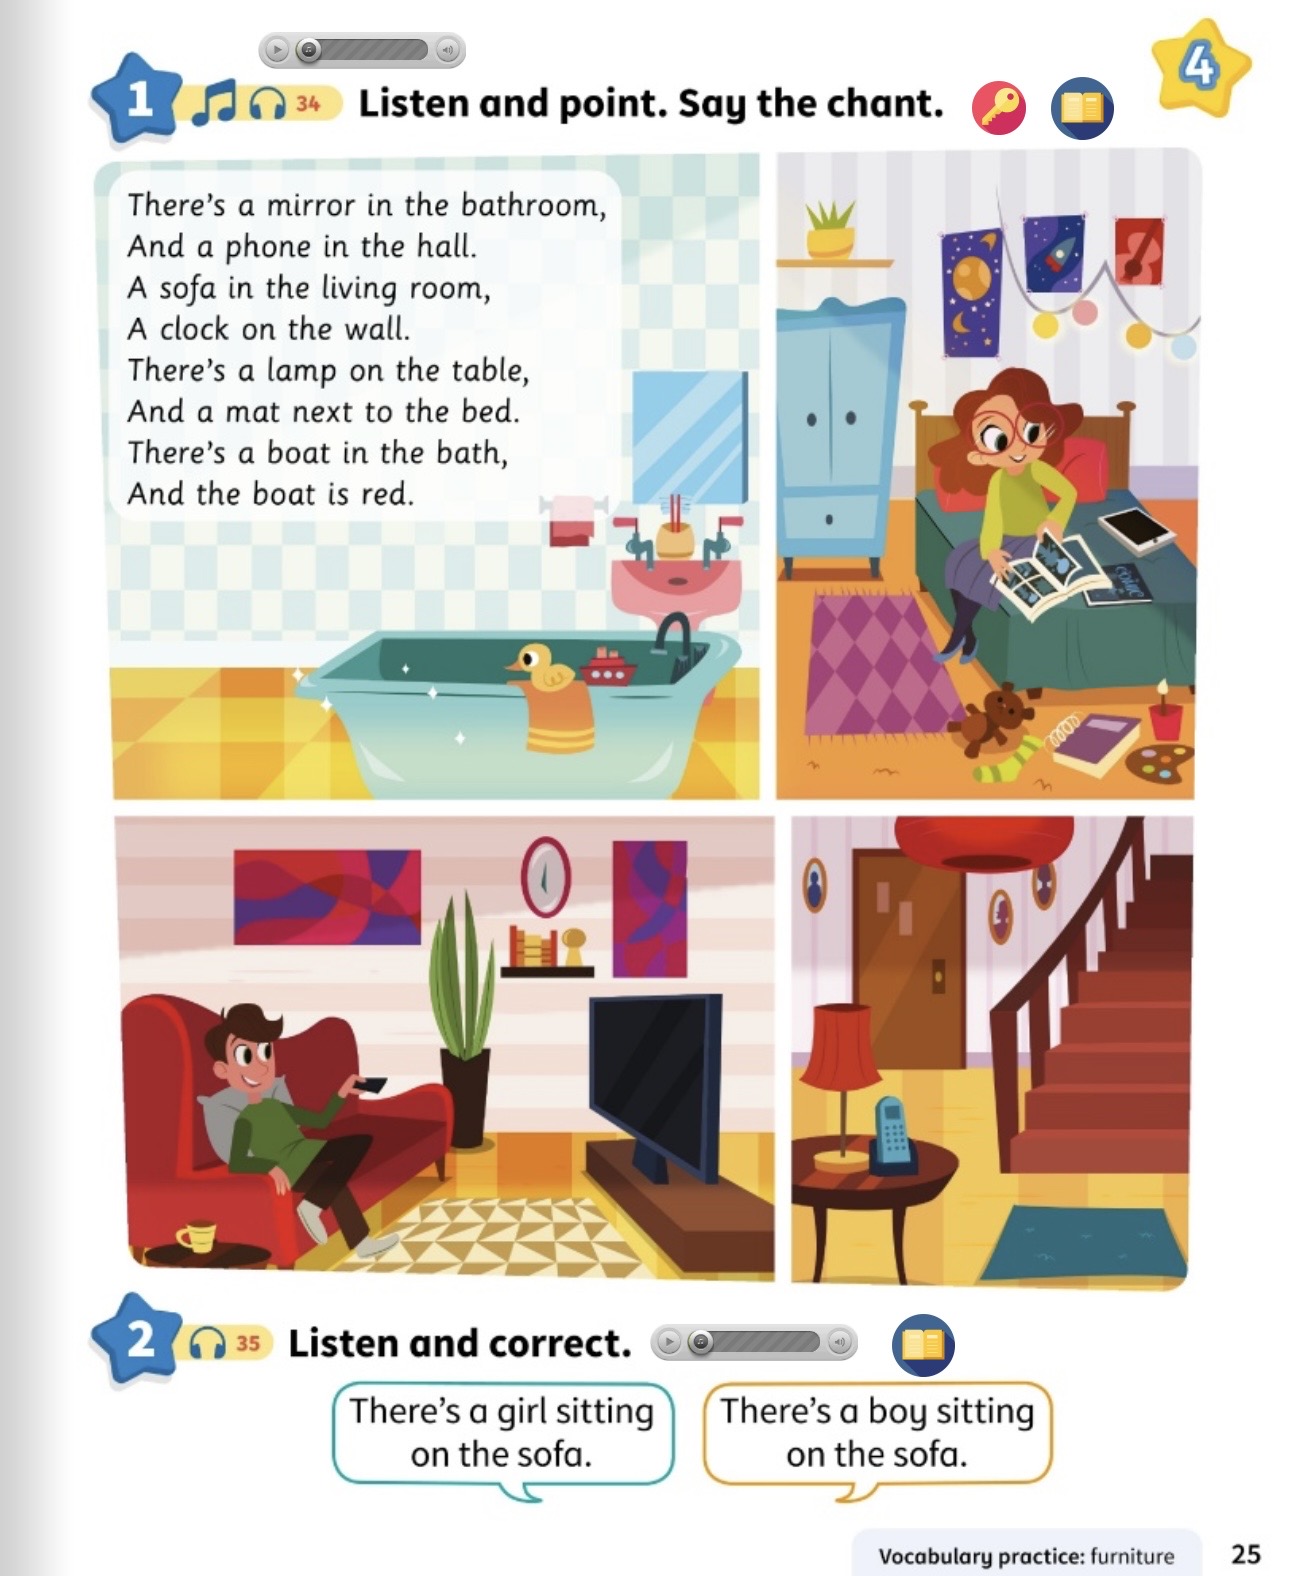 4
1 34 Listen and point. Say the chant.
There's a mirror in the bathroom,
And a phone in the hall.
A sofa in the living room,
A clock on the wall.
There's a lamp on the table,
And a mat next to the bed.
There's a boat in the bath,
And the boat is red.
COMIC
2 35 Listen and correct.
There's a girl sitting
on the sofa.
There's a boy sitting
on the sofa.
Vocabulary practice: furniture 25